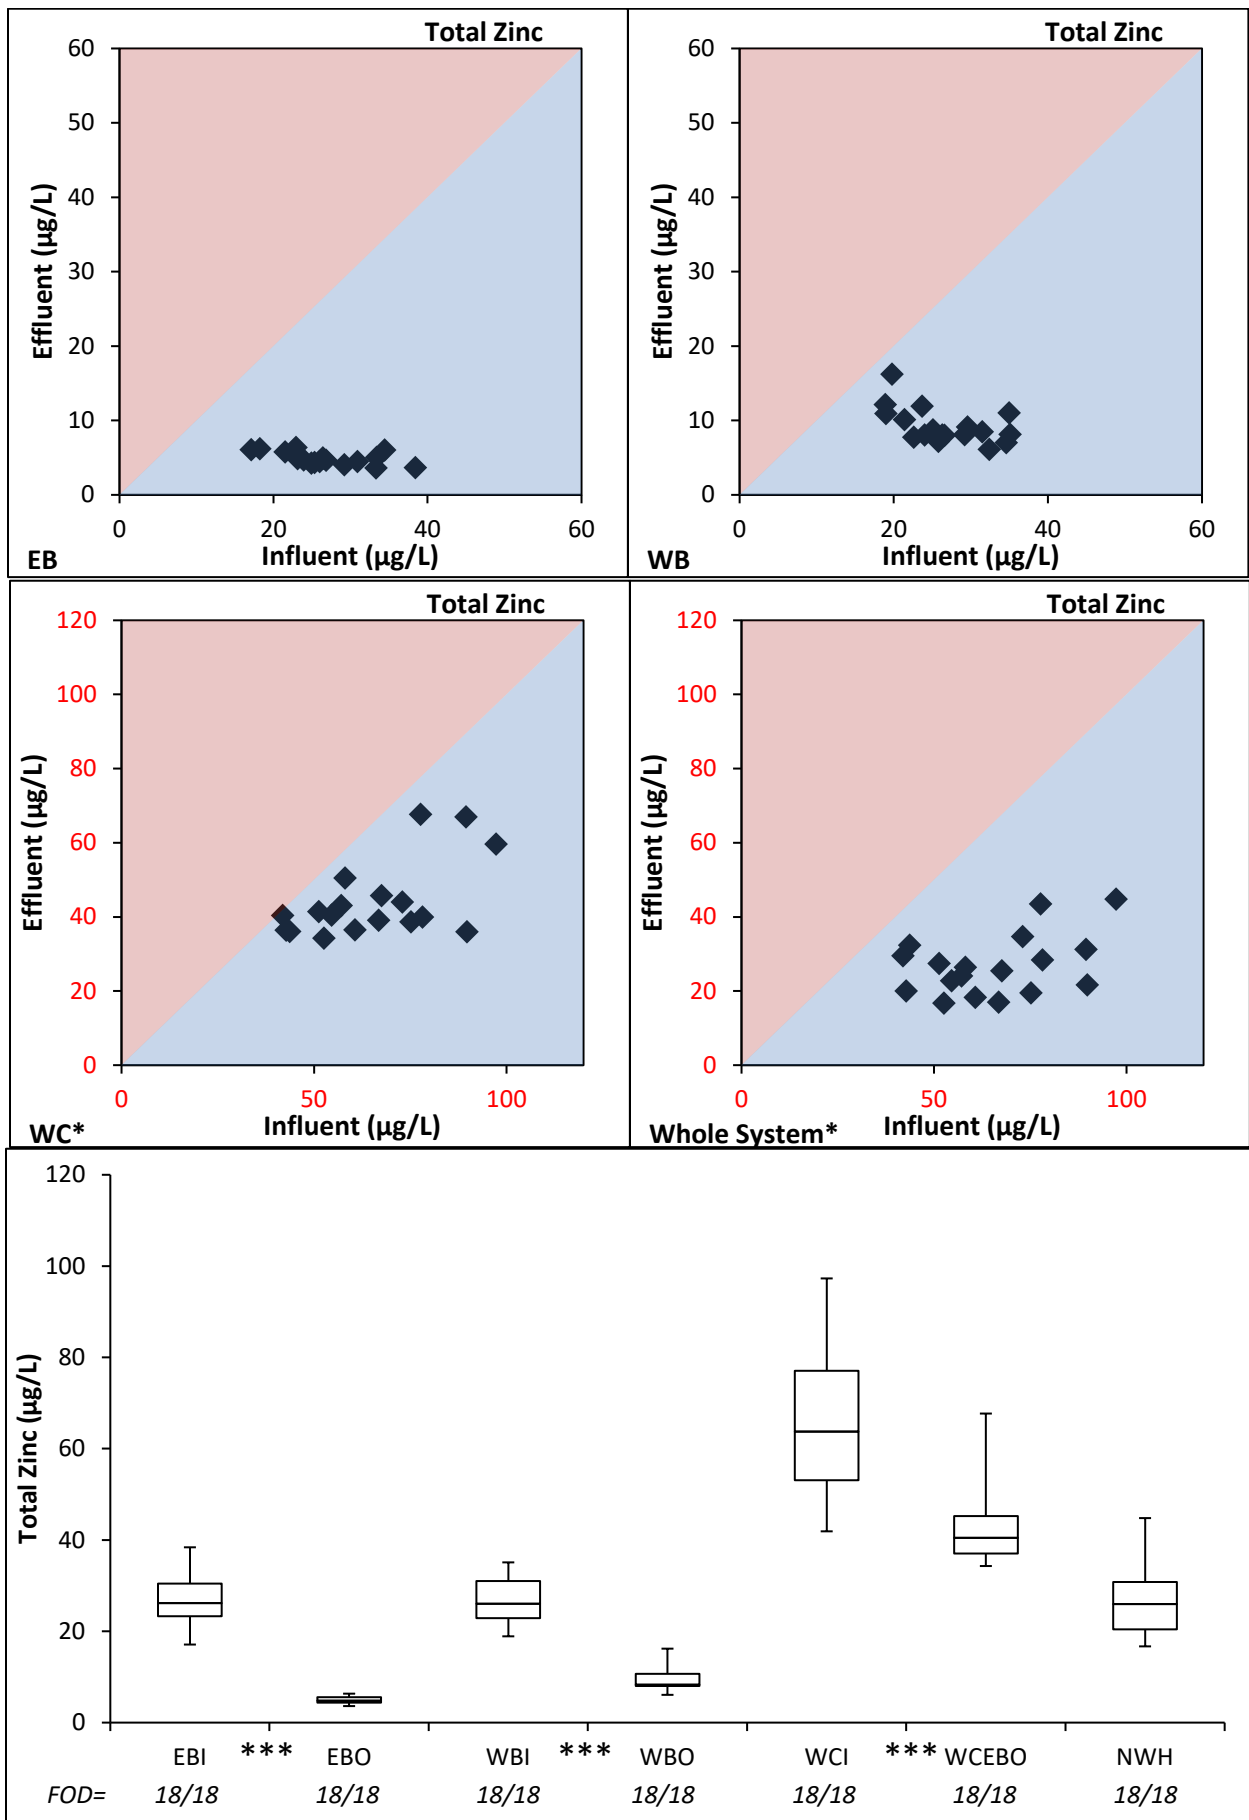 Total Zinc
60
50
40
30
20
10
0
Effluent (µg/L)
0 20 40 60
Influent (µg/L)
EB
Total Zinc
60
50
40
30
20
10
0
Effluent (µg/L)
0 20 40 60
Influent (µg/L)
WB
Total Zinc
120
100
80
60
40
20
0
Effluent (µg/L)
0 50 100
Influent (µg/L)
WC*
Total Zinc
120
100
80
60
40
20
0
Effluent (µg/L)
0 50 100
Influent (µg/L)
Whole System*
120
100
80
60
40
20
0
Total Zinc (µg/L)
EBI *** EBO WBI *** WBO WCI *** WCEBO NWH
FOD= 18/18 18/18 18/18 18/18 18/18 18/18 18/18